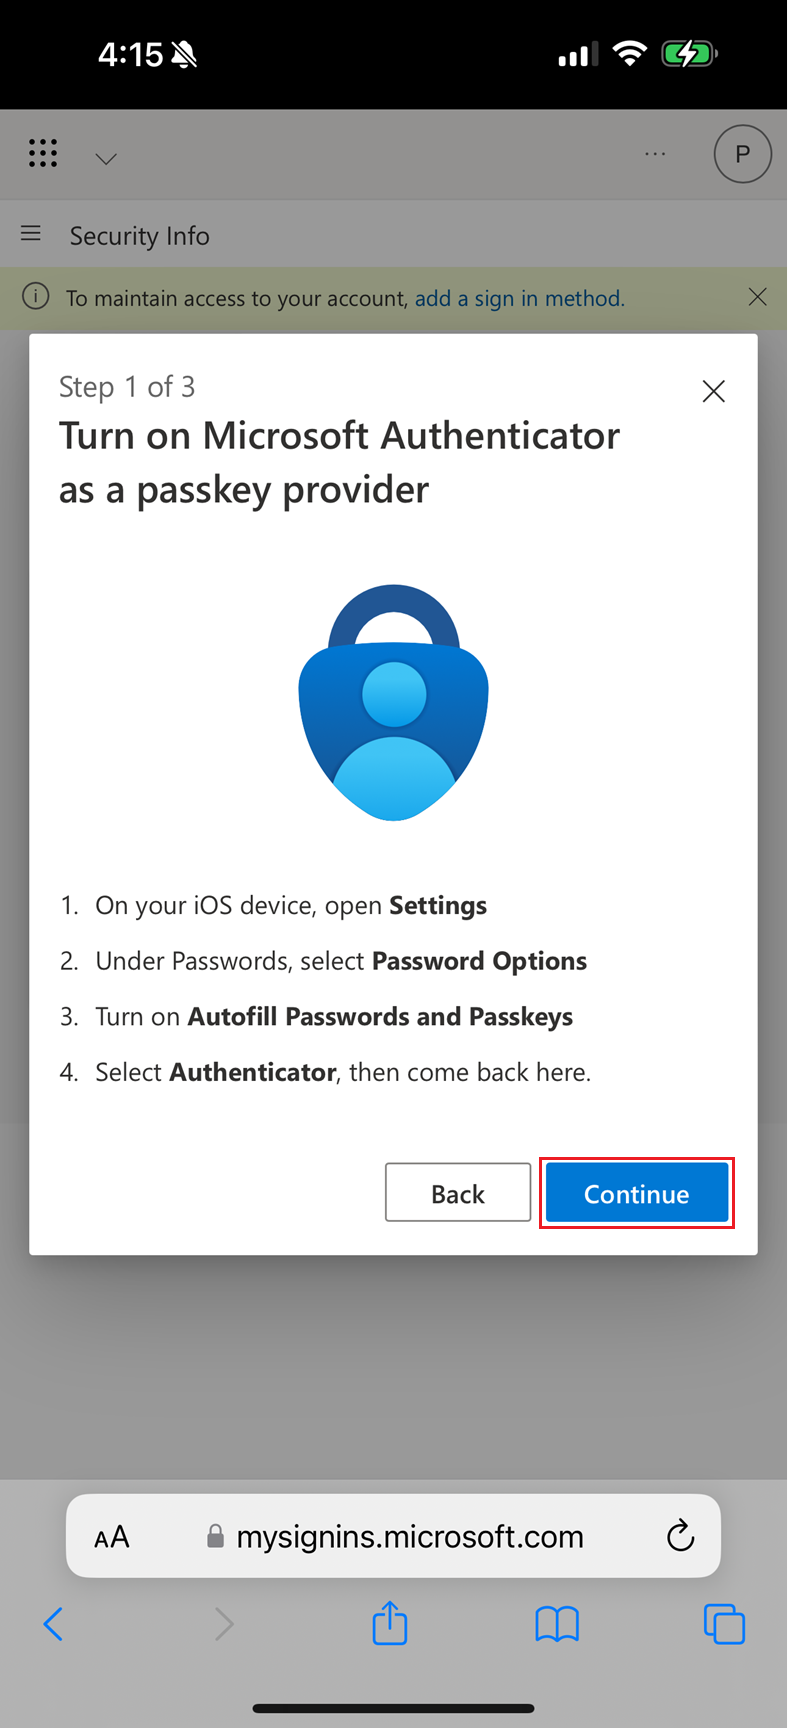 4:15
P
Security Info
To maintain access to your account, add a sign in method.
Step 1 of 3
Turn on Microsoft Authenticator
as a passkey provider
1. On your iOS device, open Settings
2. Under Passwords, select Password Options
3. Turn on Autofill Passwords and Passkeys
4. Select Authenticator, then come back here.
Back
Continue
AA mysignins.microsoft.com